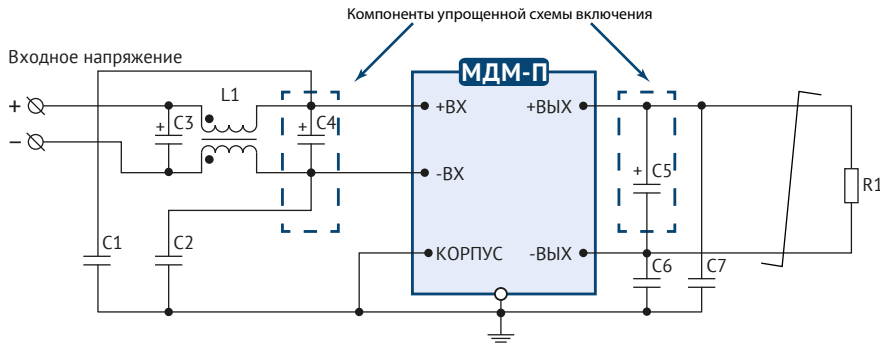 Компоненты упрощенной схемы включения
Входное напряжение
МДМ-П
L1
+
+ВХ
+ВЫХ
+ C3
+ C4
−
-ВХ
+ C5
R1
C1
C2
КОРПУС
-ВЫХ
C6
C7